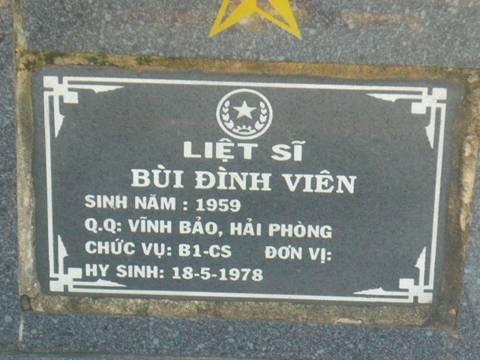 LIỆT SĨ
BÙI ĐÌNH VIÊN
SINH NĂM : 1959
Q.Q: VĨNH BẢO, HẢI PHÒNG
CHỨC VỤ: B1-CS ĐƠN VỊ:
HY SINH: 18-5-1978